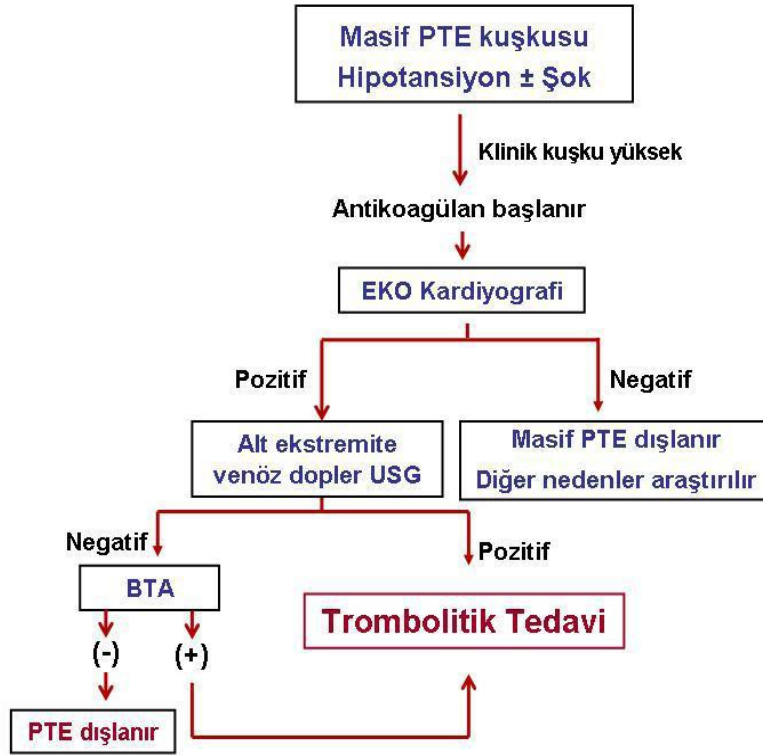 Masif PTE kuşkusu
Hipotansiyon ± Şok
Klinik kuşku yüksek
Antikoagülan başlanır
EKO Kardiyografi
Pozitif
Negatif
Alt ekstremite
venöz dopler USG
Masif PTE dışlanır
Diğer nedenler araştırılır
Negatif
Pozitif
BTA
Trombolitik Tedavi
(-)
(+)
PTE dışlanır